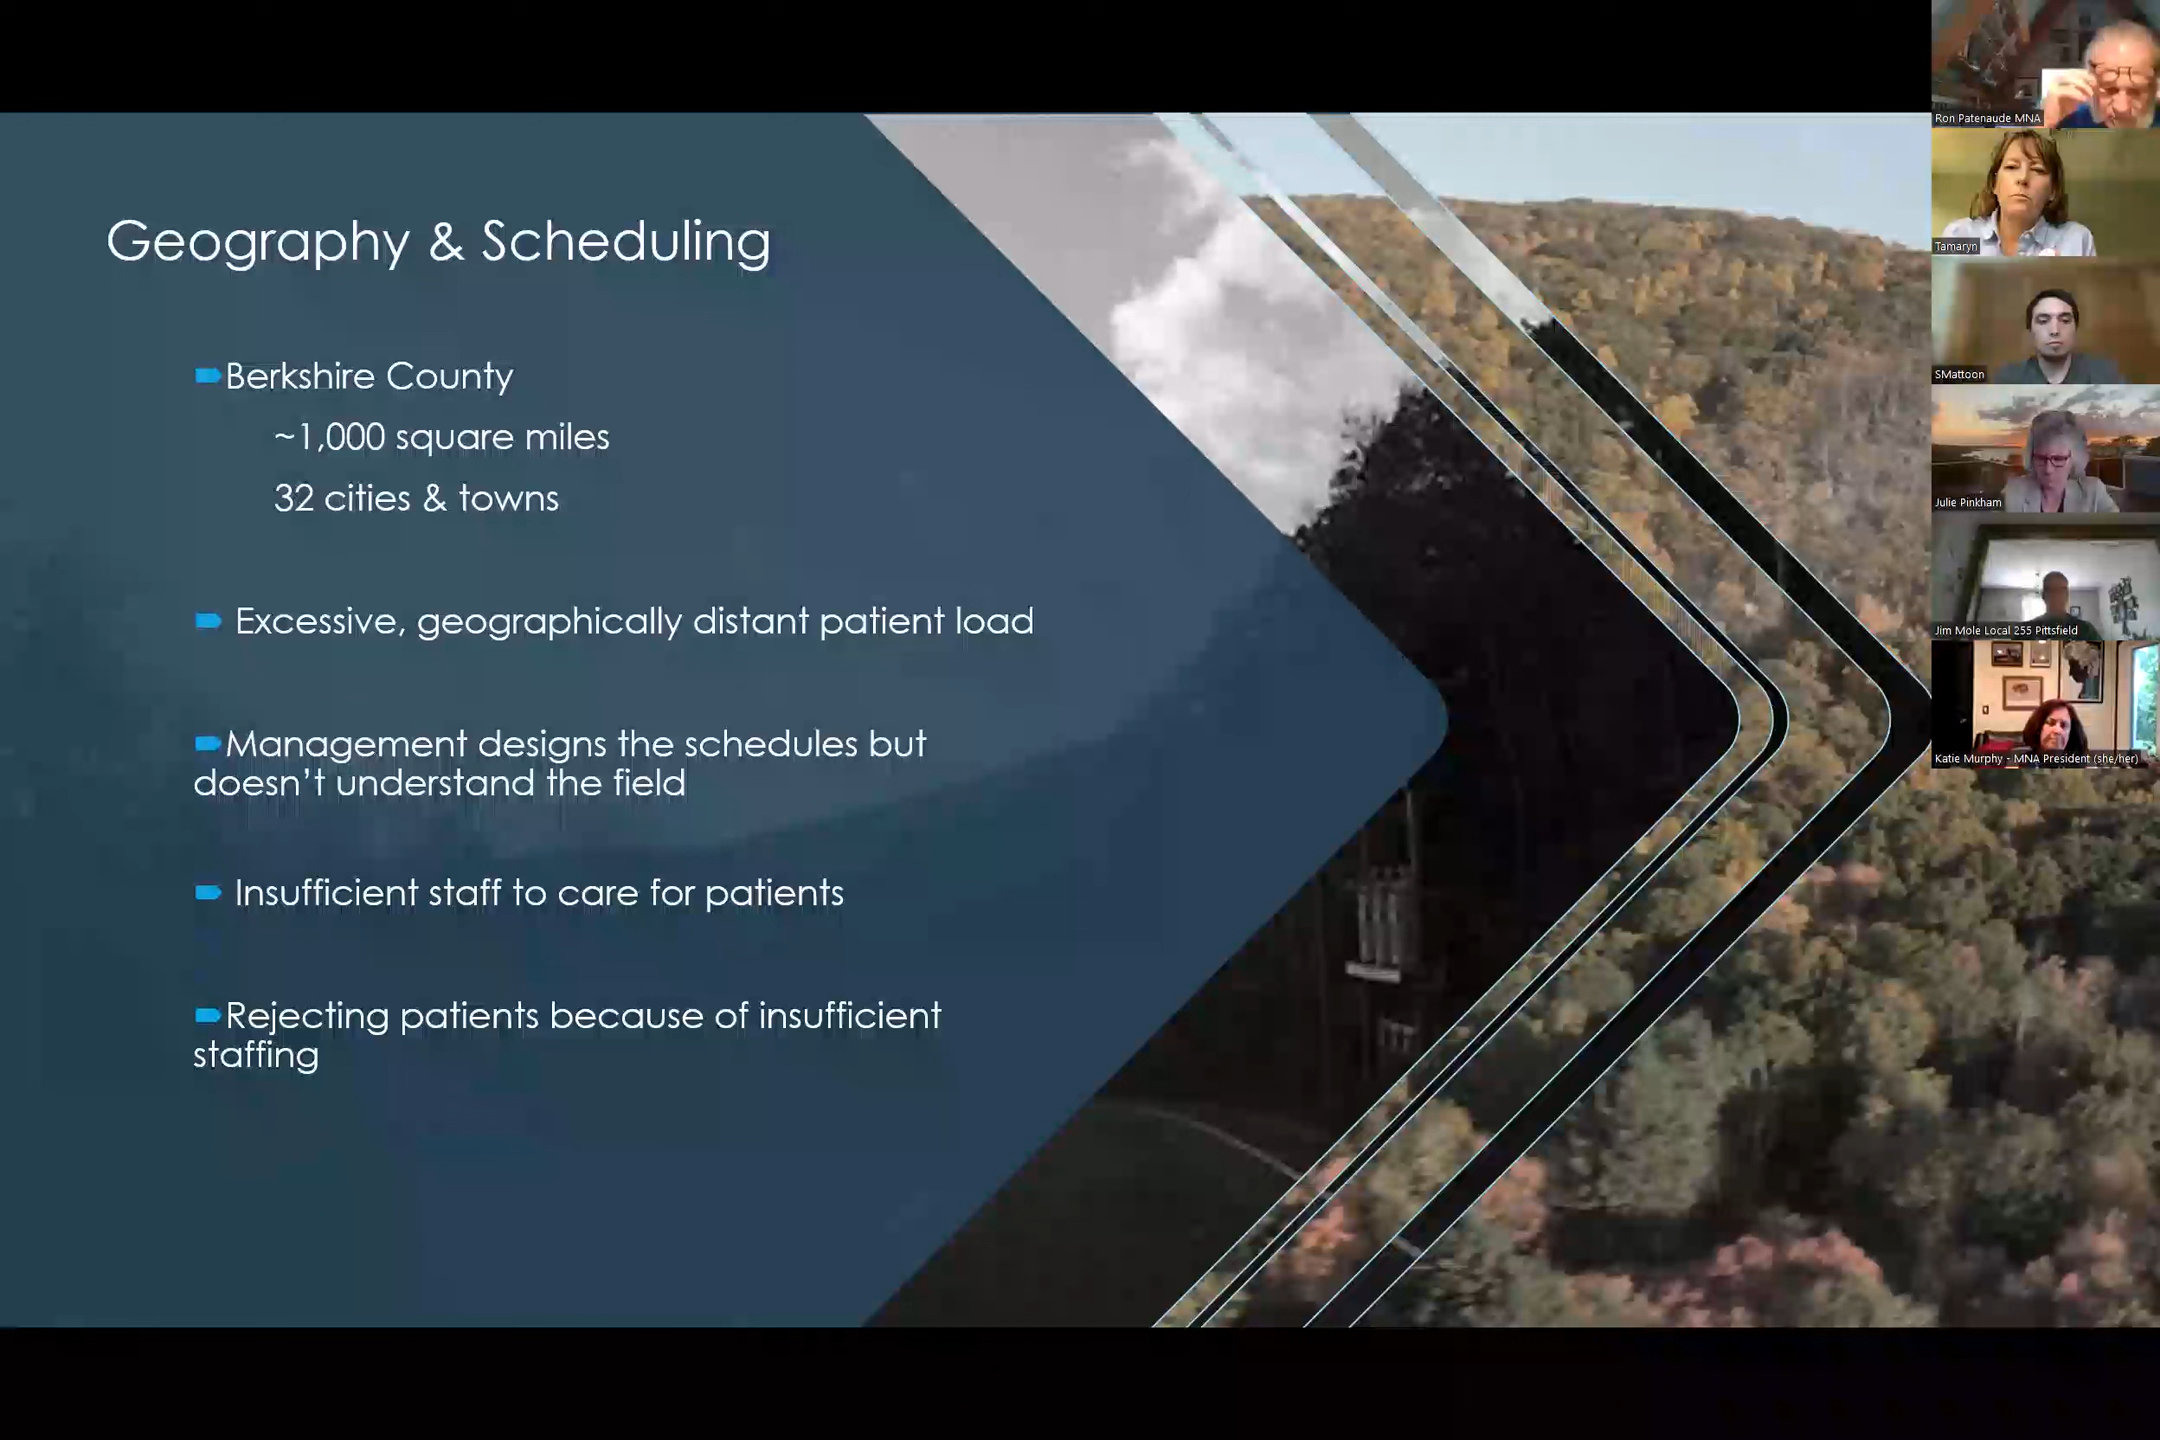 Geography & Scheduling
Berkshire County
~1,000 square miles
32 cities & towns
Excessive, geographically distant patient load
Management designs the schedules but
doesn't understand the field
Insufficient staff to care for patients
Rejecting patients because of insufficient
staffing
Ron Patenaude MNA
Tamaryn
SMattoon
Julie Pinkham
Jim Mole Local 255 Pittsfield
Katie Murphy - MNA President (she/her)